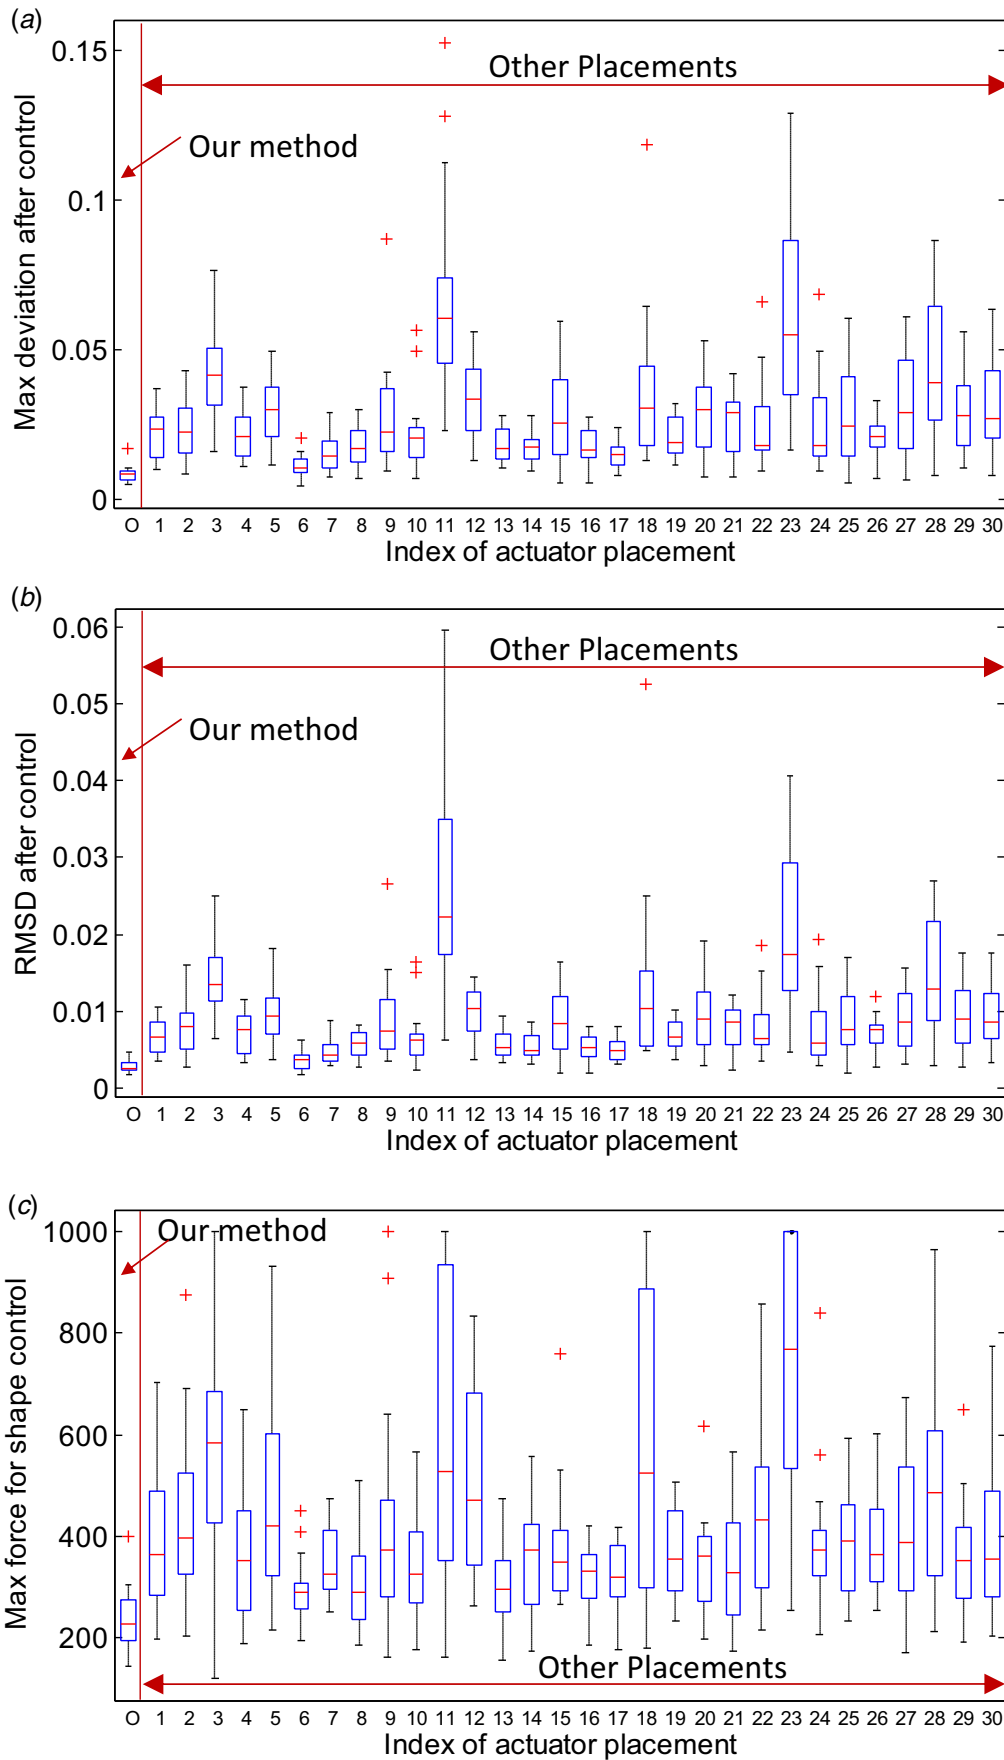 (a)
Max deviation after control
0.15
0.1
0.05
0
Other Placements
Our method
O 1 2 3 4 5 6 7 8 9 10 11 12 13 14 15 16 17 18 19 20 21 22 23 24 25 26 27 28 29 30
Index of actuator placement
(b)
RMSD after control
0.06
0.05
0.04
0.03
0.02
0.01
0
Other Placements
Our method
O 1 2 3 4 5 6 7 8 9 10 11 12 13 14 15 16 17 18 19 20 21 22 23 24 25 26 27 28 29 30
Index of actuator placement
(c)
Max force for shape control
1000
800
600
400
200
Our method
Other Placements
O 1 2 3 4 5 6 7 8 9 10 11 12 13 14 15 16 17 18 19 20 21 22 23 24 25 26 27 28 29 30
Index of actuator placement